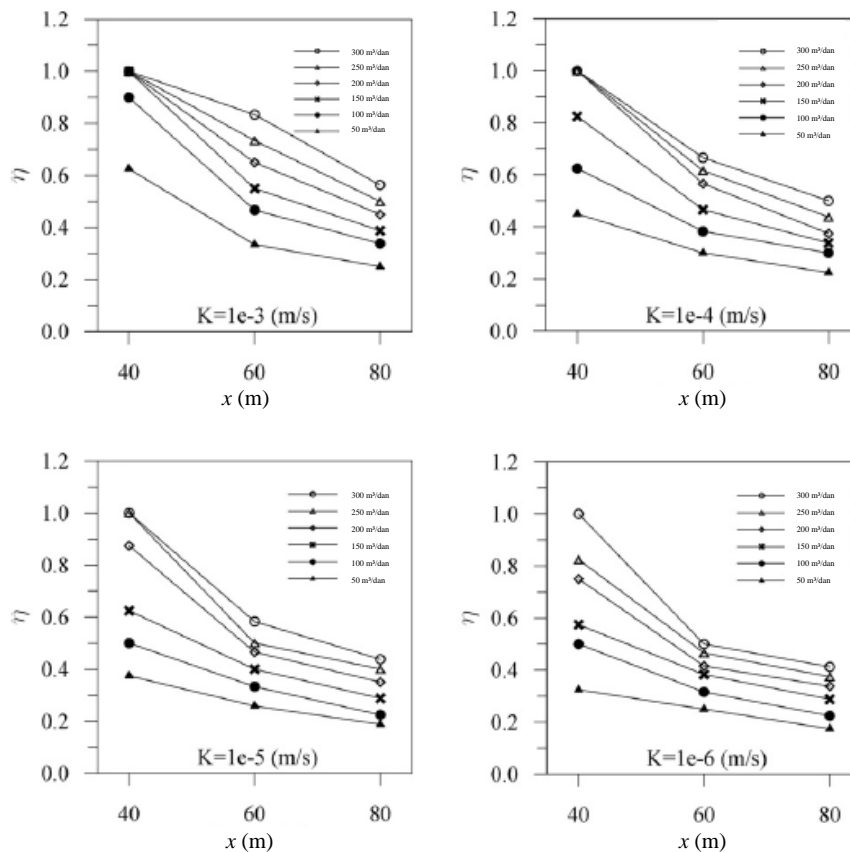 1.2
1.0
0.8
0.6
0.4
0.2
0.0
η
300 m³/dan
250 m³/dan
200 m³/dan
150 m³/dan
100 m³/dan
50 m³/dan
K=1e-3 (m/s)
40 60 80
x (m)
1.2
1.0
0.8
0.6
0.4
0.2
0.0
η
300 m³/dan
250 m³/dan
200 m³/dan
150 m³/dan
100 m³/dan
50 m³/dan
K=1e-4 (m/s)
40 60 80
x (m)
1.2
1.0
0.8
0.6
0.4
0.2
0.0
η
300 m³/dan
250 m³/dan
200 m³/dan
150 m³/dan
100 m³/dan
50 m³/dan
K=1e-5 (m/s)
40 60 80
x (m)
1.2
1.0
0.8
0.6
0.4
0.2
0.0
η
300 m³/dan
250 m³/dan
200 m³/dan
150 m³/dan
100 m³/dan
50 m³/dan
K=1e-6 (m/s)
40 60 80
x (m)